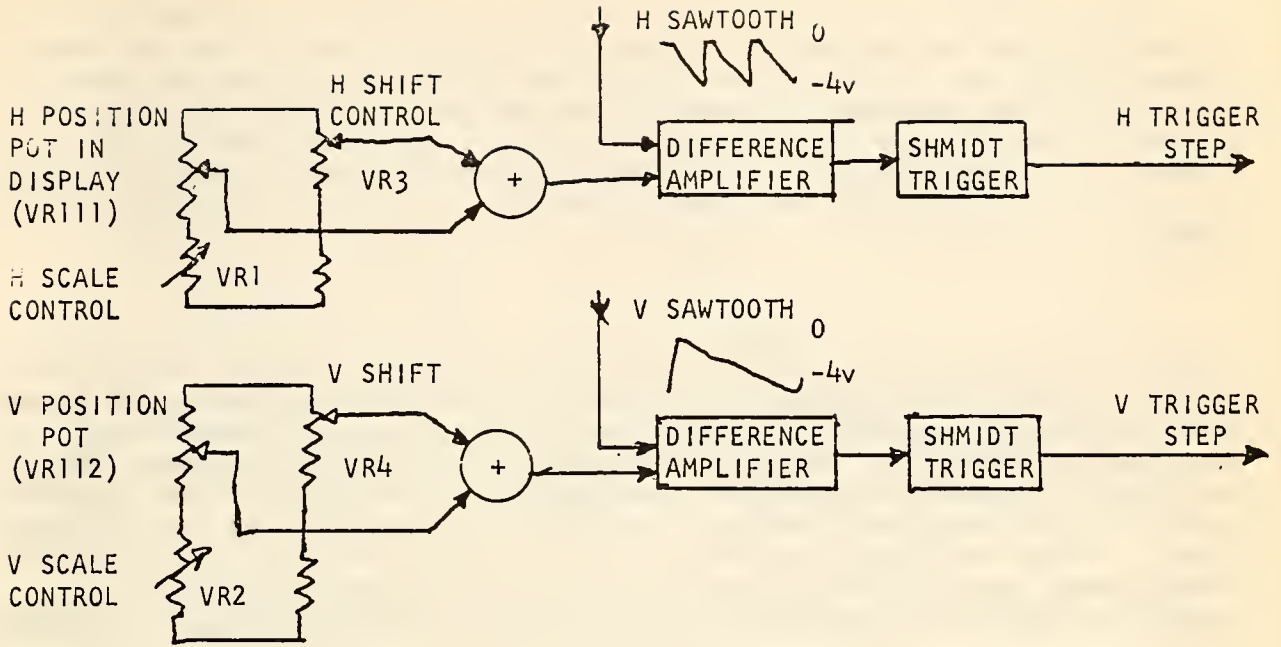 H SAWTOOTH
0
-4v
H SHIFT
CONTROL
H POSITION
POT IN
DISPLAY
(VR111)
VR3
+
DIFFERENCE
AMPLIFIER
SHMIDT
TRIGGER
H TRIGGER
STEP
H SCALE
CONTROL
VR1
V SAWTOOTH
0
-4v
V SHIFT
V POSITION
POT
(VR112)
VR4
+
DIFFERENCE
AMPLIFIER
SHMIDT
TRIGGER
V TRIGGER
STEP
V SCALE
CONTROL
VR2